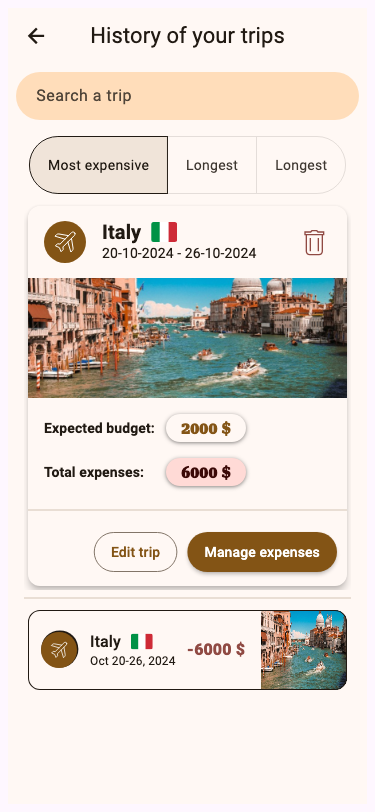 History of your trips
Search a trip
Most expensive
Longest
Longest
Italy
20-10-2024 - 26-10-2024
Expected budget: 2000 $
Total expenses: 6000 $
Edit trip
Manage expenses
Italy
Oct 20-26, 2024
-6000 $